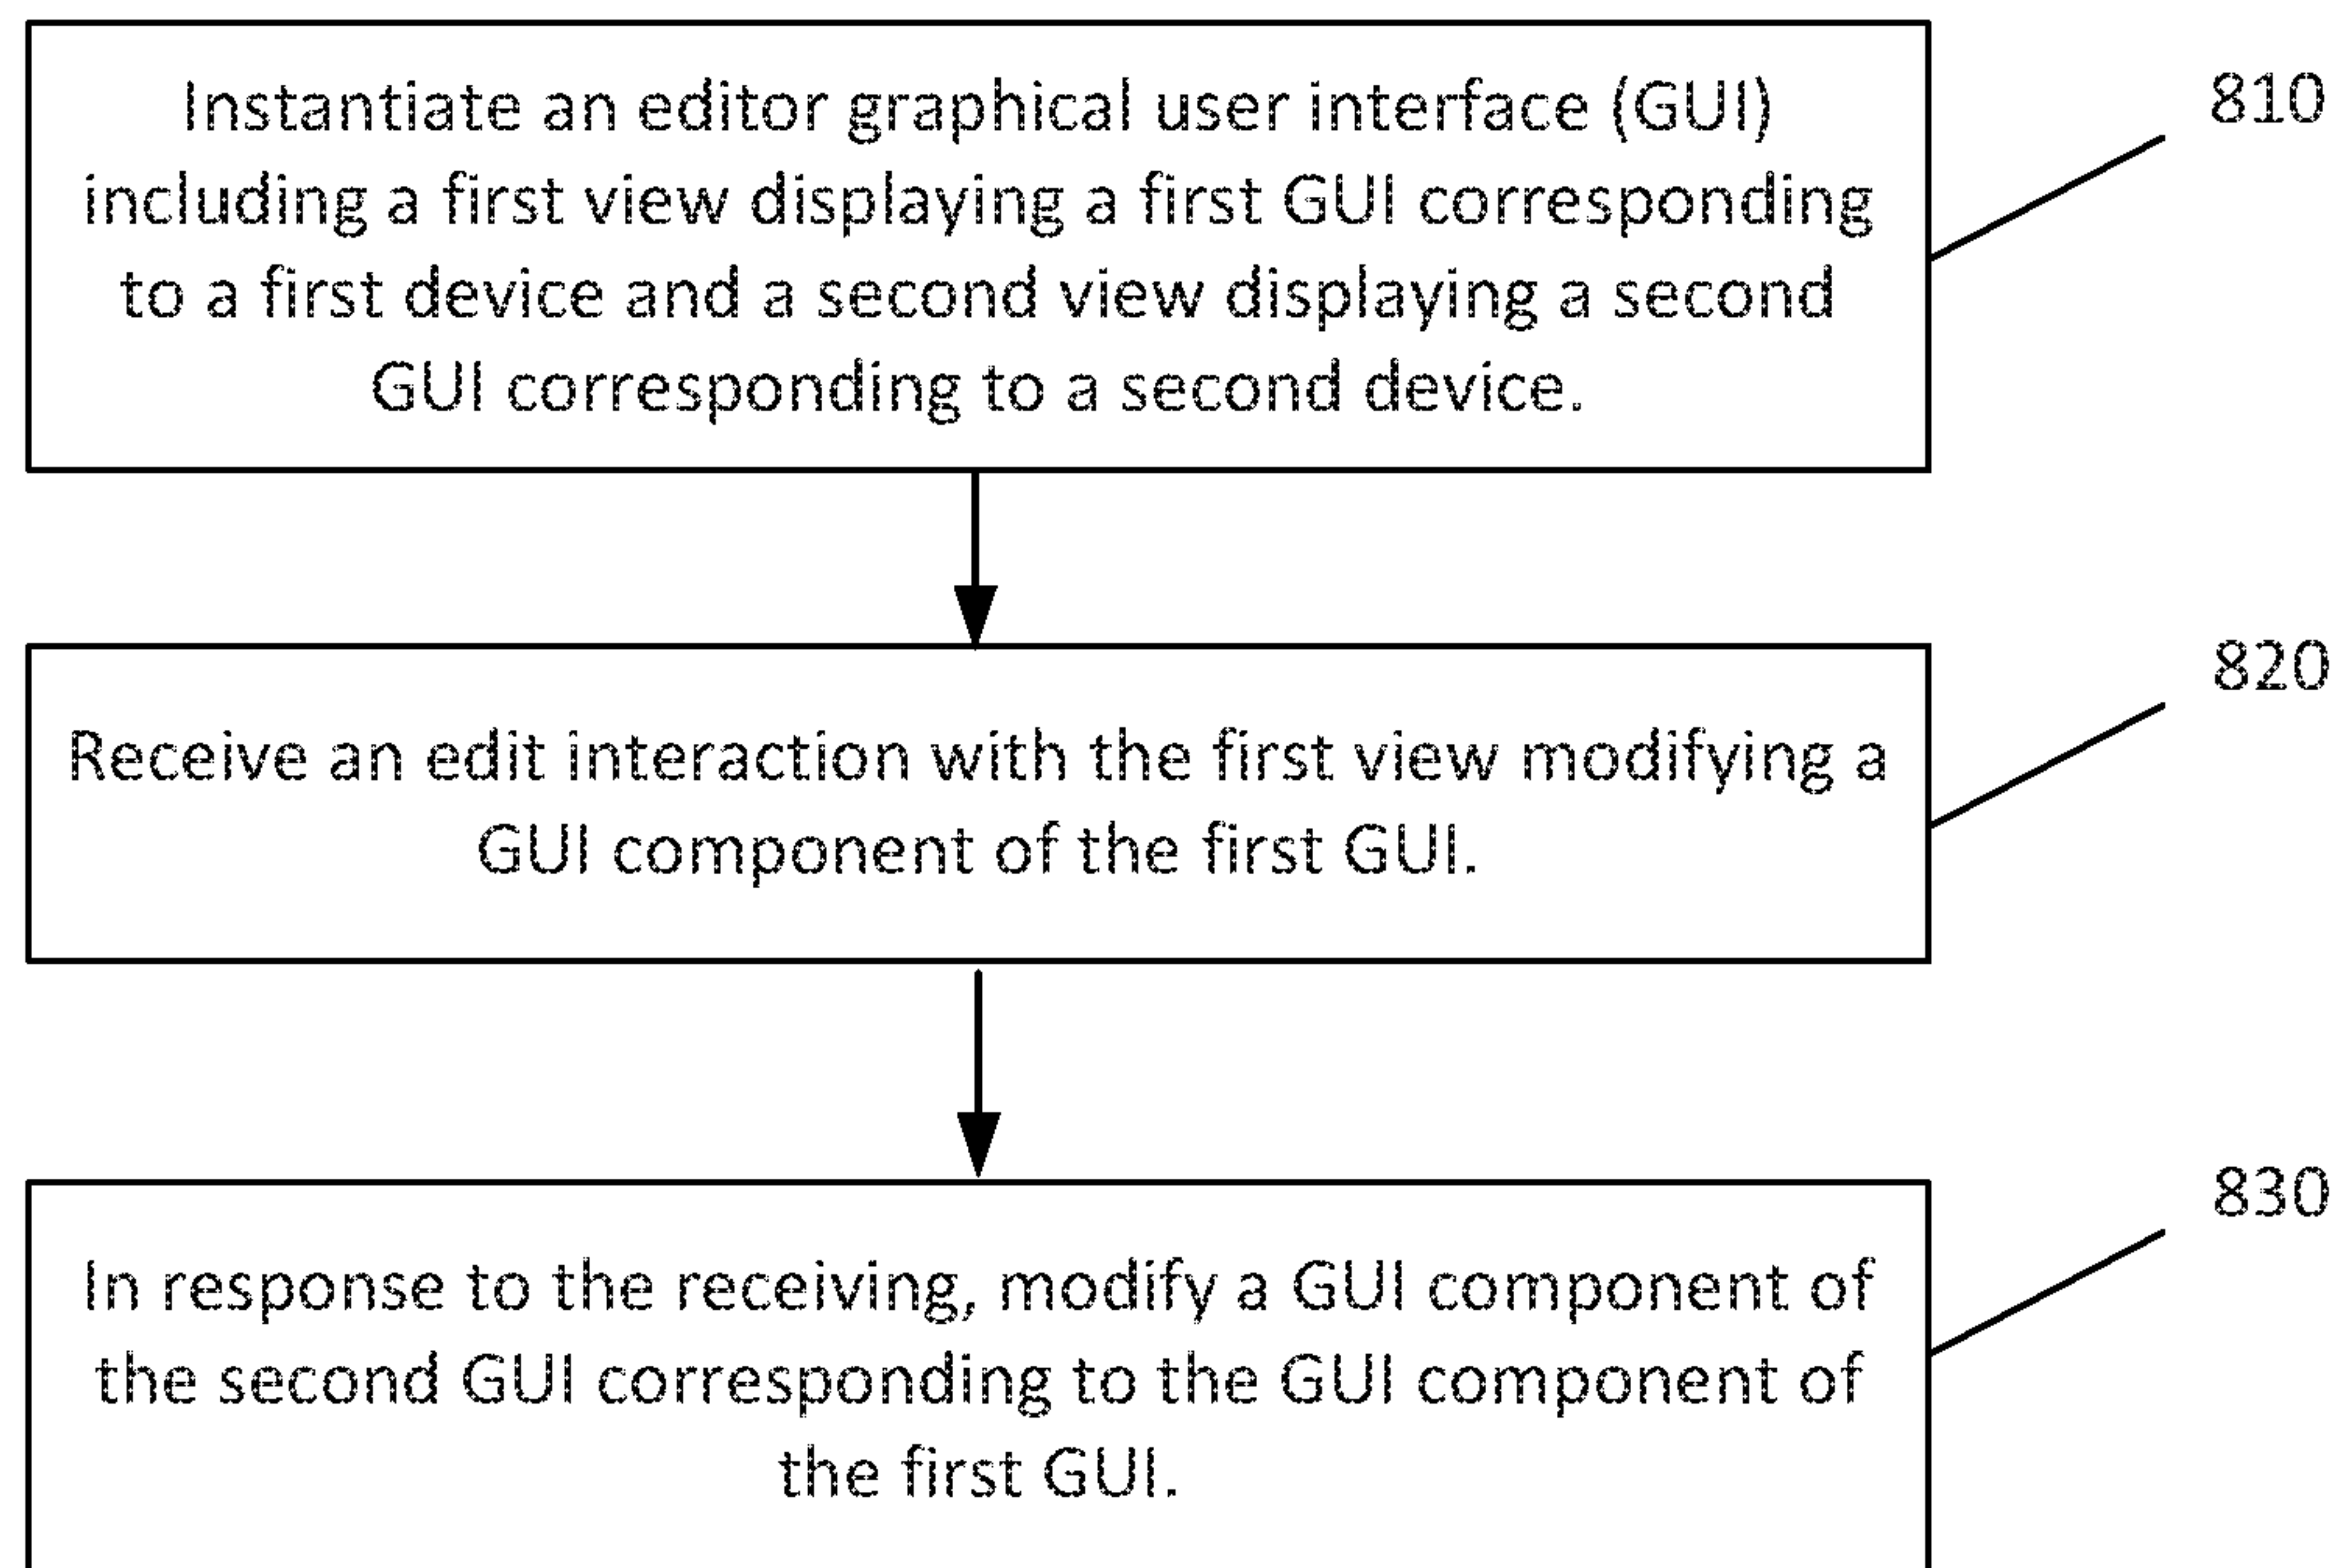 Instantiate an editor graphical user interface (GUI)
including a first view displaying a first GUI corresponding
to a first device and a second view displaying a second
GUI corresponding to a second device.
810
Receive an edit interaction with the first view modifying a
GUI component of the first GUI.
820
In response to the receiving, modify a GUI component of
the second GUI corresponding to the GUI component of
the first GUI.
830